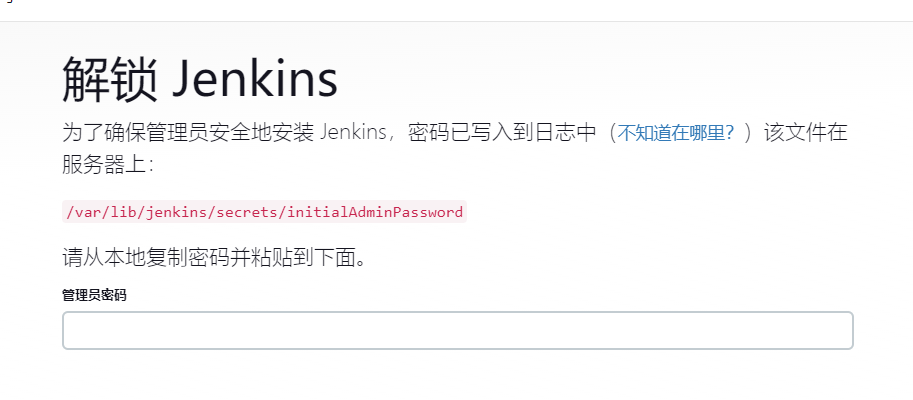 解锁 Jenkins
为了确保管理员安全地安装 Jenkins，密码已写入到日志中（不知道在哪里？）该文件在
服务器上：
/var/lib/jenkins/secrets/initialAdminPassword
请从本地复制密码并粘贴到下面。
管理员密码